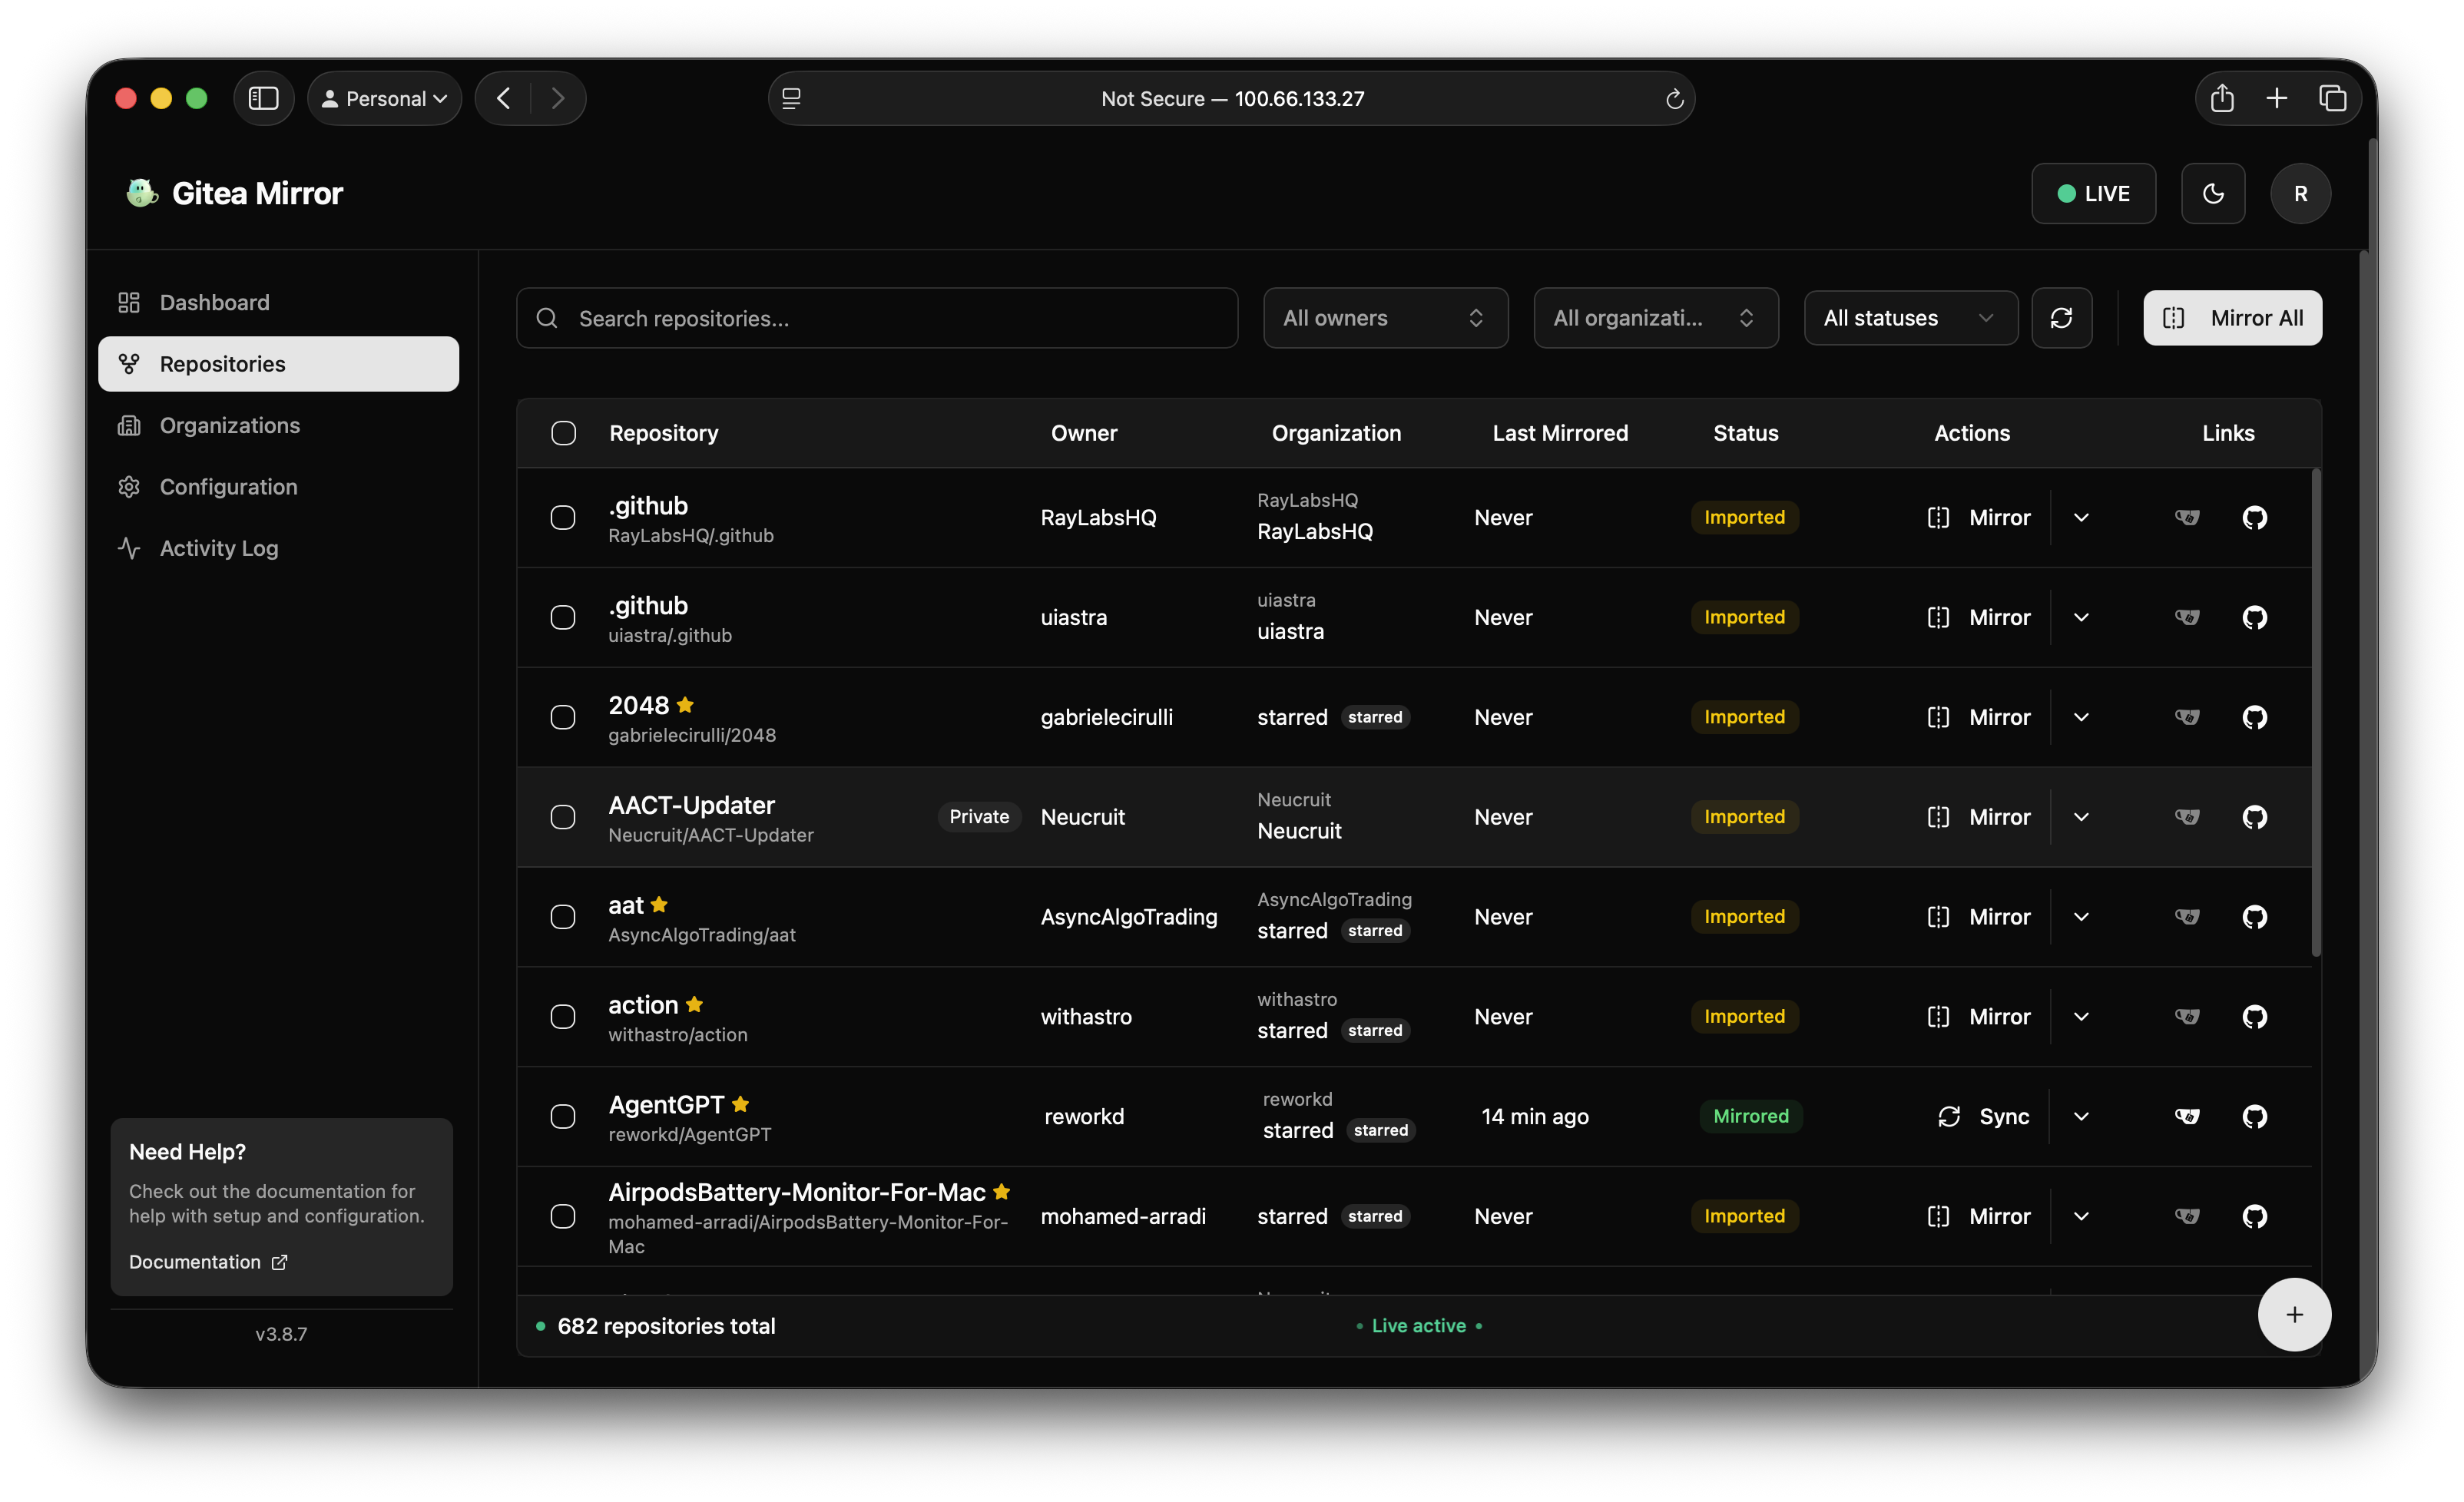 Personal
Not Secure — 100.66.133.27
Gitea Mirror
LIVE
R
Dashboard
Repositories
Organizations
Configuration
Activity Log
Search repositories...
All owners
All organizati...
All statuses
Mirror All
Repository Owner Organization Last Mirrored Status Actions Links
.github
RayLabsHQ/.github
RayLabsHQ
RayLabsHQ
RayLabsHQ
Never
Imported
Mirror
.github
uiastra/.github
uiastra
uiastra
uiastra
Never
Imported
Mirror
2048
gabrielecirulli/2048
gabrielecirulli
starred starred
Never
Imported
Mirror
AACT-Updater
Neucruit/AACT-Updater
Private
Neucruit
Neucruit
Neucruit
Never
Imported
Mirror
aat
AsyncAlgoTrading/aat
AsyncAlgoTrading
AsyncAlgoTrading
starred starred
Never
Imported
Mirror
action
withastro/action
withastro
withastro
starred starred
Never
Imported
Mirror
AgentGPT
reworkd/AgentGPT
reworkd
reworkd
starred starred
14 min ago
Mirrored
Sync
AirpodsBattery-Monitor-For-Mac
mohamed-arradi/AirpodsBattery-Monitor-For-
Mac
mohamed-arradi
starred starred
Never
Imported
Mirror
682 repositories total
Live active
Need Help?
Check out the documentation for
help with setup and configuration.
Documentation
v3.8.7